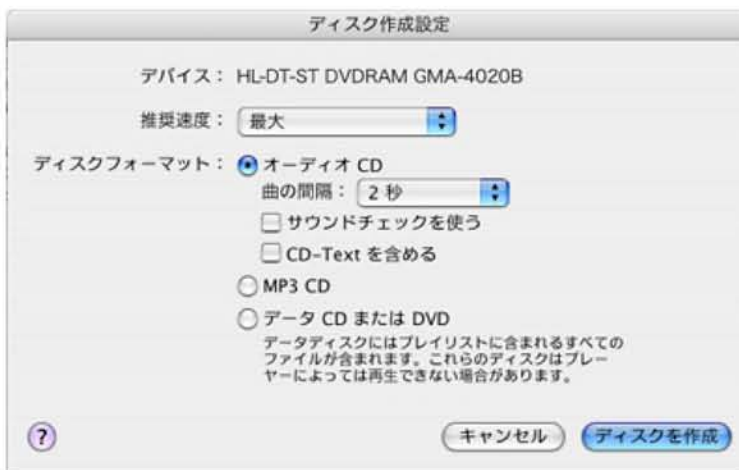 ディスク作成設定
デバイス： HL-DT-ST DVDRAM GMA-4020B
推奨速度： 最大
ディスクフォーマット： オーディオ CD
曲の間隔： 2 秒
サウンドチェックを使う
CD-Text を含める
MP3 CD
データ CD または DVD
データディスクにはプレイリストに含まれるすべての
ファイルが含まれます。これらのディスクはプレー
ヤーによっては再生できない場合があります。
? キャンセル ディスクを作成